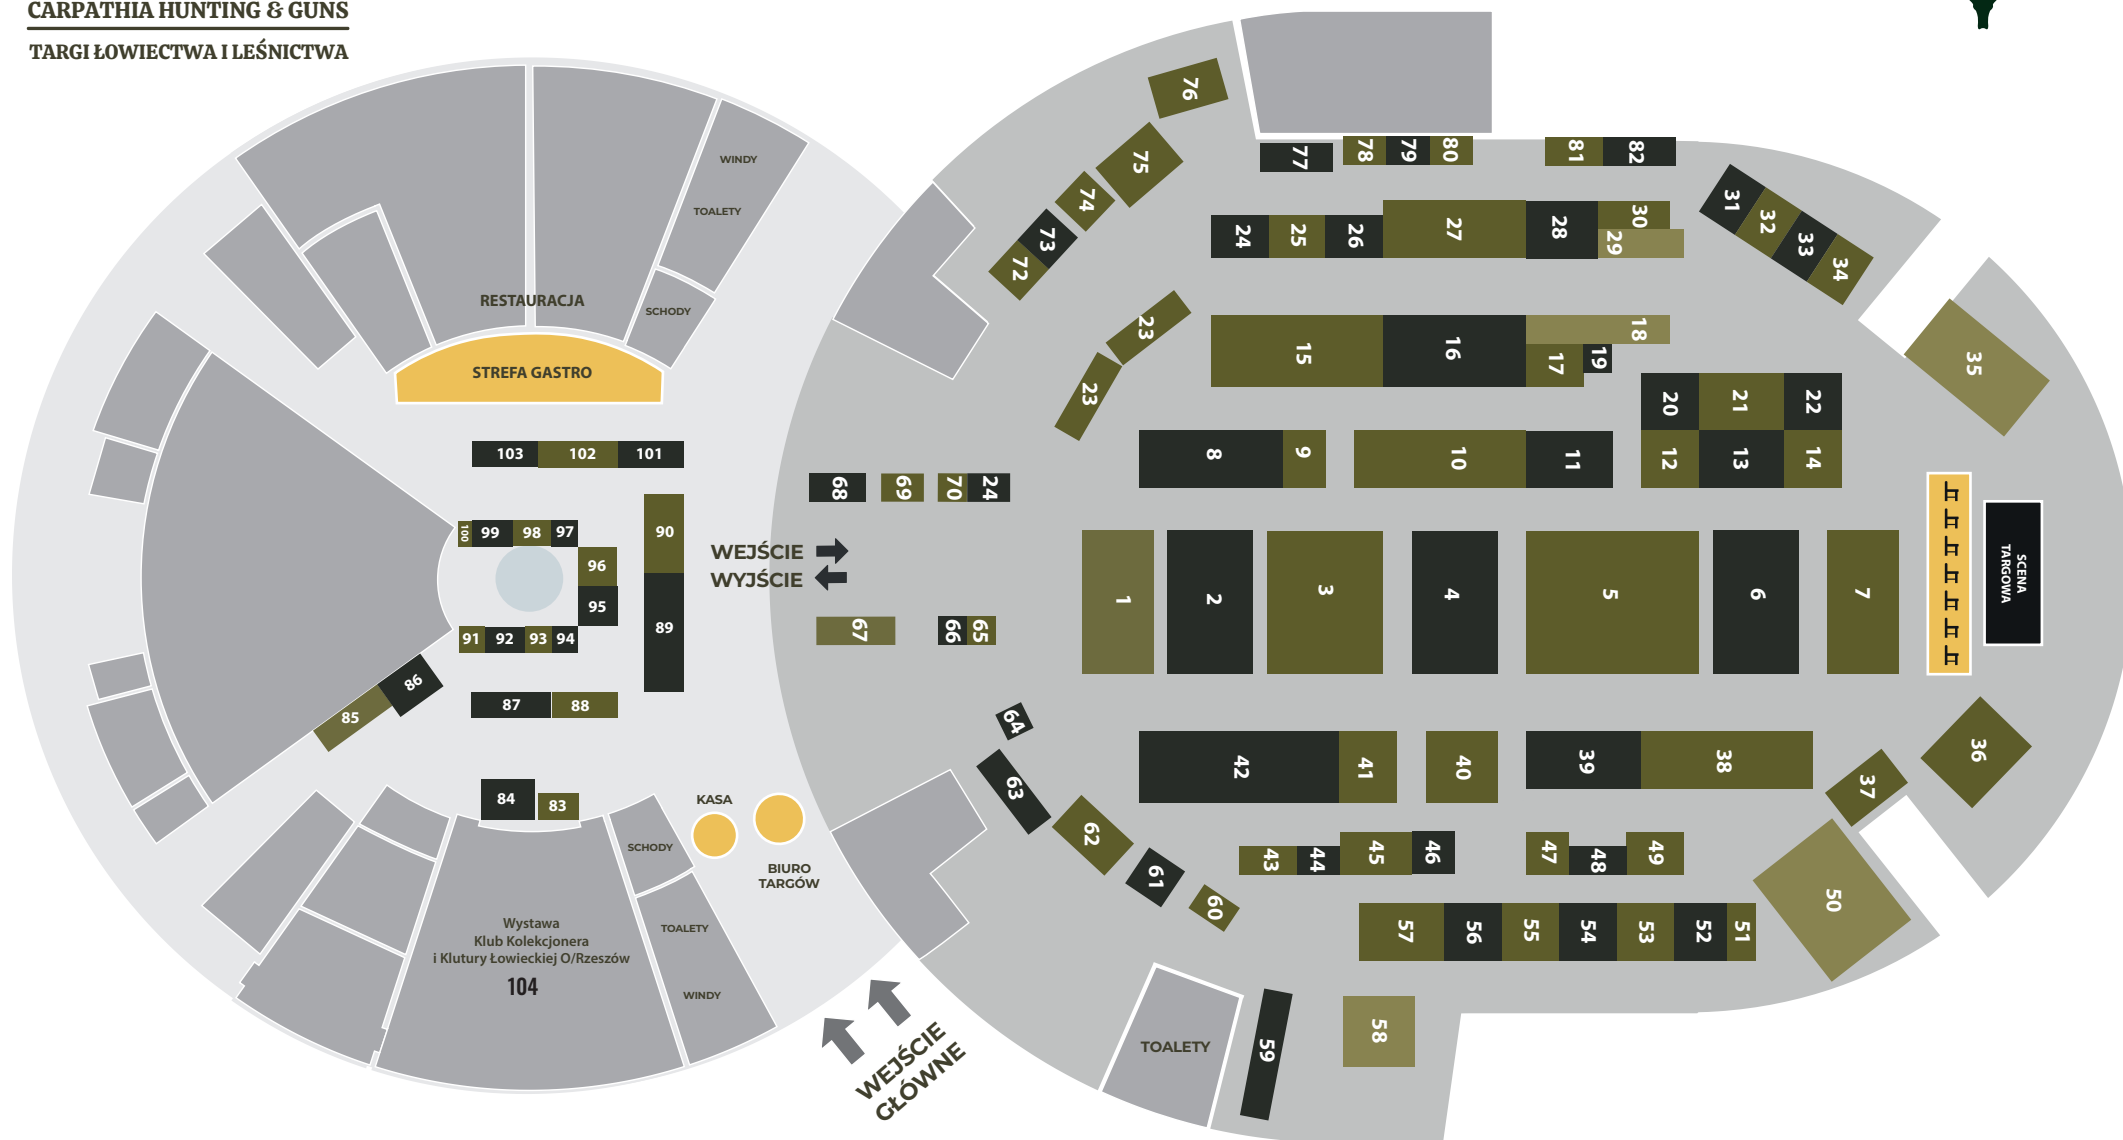 CARPATHIA HUNTING & GUNS
TARGI ŁOWIECTWA I LEŚNICTWA
WINDY
TOALETY
SCHODY
RESTAURACJA
STREFA GASTRO
103 102 101
100 99 98 97
96
95
91 92 93 94
90
89
86
85
87 88
84 83
WEJŚCIE
WYJŚCIE
KASA
BIURO
TARGÓW
SCHODY
TOALETY
WINDY
Wystawa
Klub Kolekcjonera
i Klutury Łowieckiej O/Rzeszów
104
WEJŚCIE
GŁÓWNE
76
75
74
73
72
77
78 79 80
81 82
24 25 26 27 28 30
29
31
32
33
34
35
23
23
15 16 18
17 19
20 21 22
8 9 10 11 12 13 14
68 69 70 24
67 66 65
1 2 3 4 5 6 7
SCENA
TARGOWA
64
63
62
61
60
42 41 40 39 38
37
36
43 44 45 46 47 48 49
50
57 56 55 54 53 52 51
TOALETY
59
58